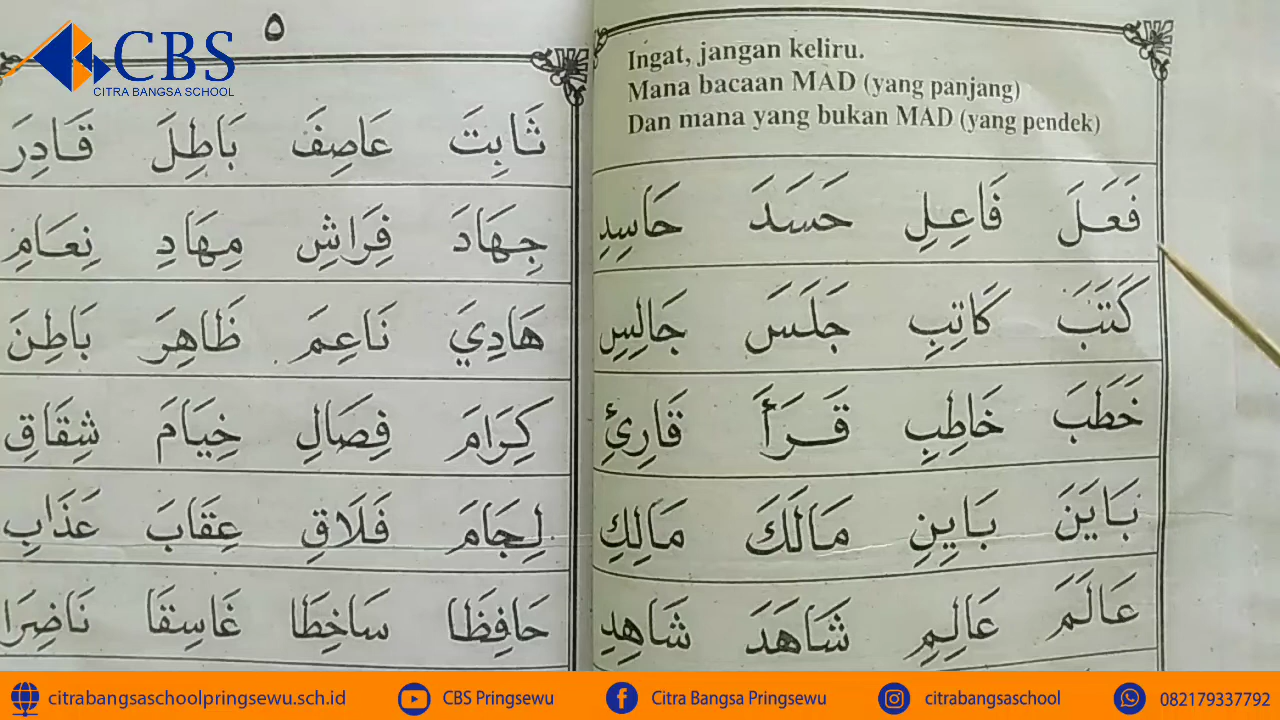 CBS
CITRA BANGSA SCHOOL
Ingat, jangan keliru.
Mana bacaan MAD (yang panjang)
Dan mana yang bukan MAD (yang pendek)
فَعَلَ فَاعِلِ حَسَدَ حَاسِدِ
كَتَبَ كَاتِبِ جَلَسَ جَالِسِ
خَطَبَ خَاطِبِ قَرَأَ قَارِئِ
بَايَنَ بَايِنِ مَالَكَ مَالِكِ
عَالَمَ عَالِمِ شَاهَدَ شَاهِدِ
٥
ثَابِتَ عَاصِفَ بَاطِلَ قَادِرَ
جِهَادَ فِرَاشِ مِهَادِ نِعَامِ
هَادِيَ نَاعِمَ ظَاهِرَ بَاطِنَ
كِرَامَ فِصَالِ خِيَامَ شِقَاقِ
لِجَامَ فَلَاقِ عِقَابَ عَذَابِ
حَافِظَا سَاخِطَا غَاسِقَا نَاضِرَا
citrabangsaschoolpringsewu.sch.id
CBS Pringsewu
Citra Bangsa Pringsewu
citrabangsaschool
082179337792